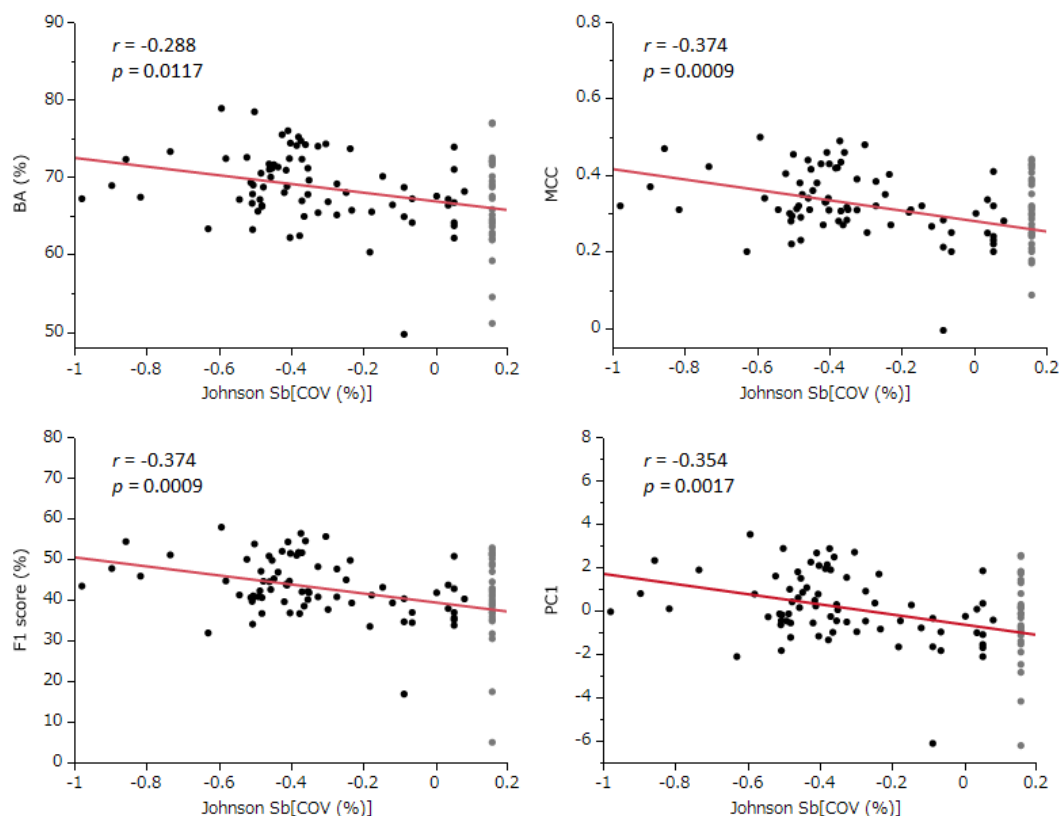 90
80
70
60
50
BA (%)
r = -0.288
p = 0.0117
-1 -0.8 -0.6 -0.4 -0.2 0 0.2
Johnson Sb[COV (%)]
0.8
0.6
0.4
0.2
0
MCC
r = -0.374
p = 0.0009
-1 -0.8 -0.6 -0.4 -0.2 0 0.2
Johnson Sb[COV (%)]
80
70
60
50
40
30
20
10
0
F1 score (%)
r = -0.374
p = 0.0009
-1 -0.8 -0.6 -0.4 -0.2 0 0.2
Johnson Sb[COV (%)]
8
6
4
2
0
-2
-4
-6
PC1
r = -0.354
p = 0.0017
-1 -0.8 -0.6 -0.4 -0.2 0 0.2
Johnson Sb[COV (%)]